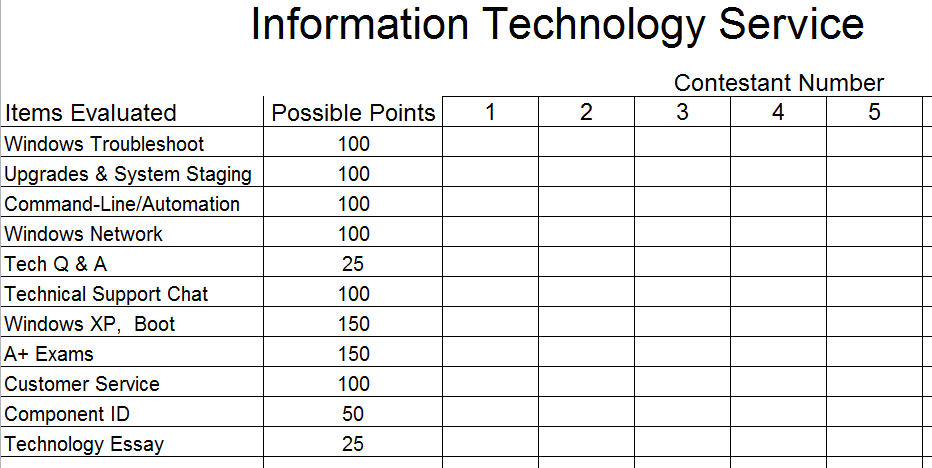 Information Technology Service
Contestant Number
Items Evaluated Possible Points 1 2 3 4 5
Windows Troubleshoot 100
Upgrades & System Staging 100
Command-Line/Automation 100
Windows Network 100
Tech Q & A 25
Technical Support Chat 100
Windows XP,  Boot 150
A+ Exams 150
Customer Service 100
Component ID 50
Technology Essay 25